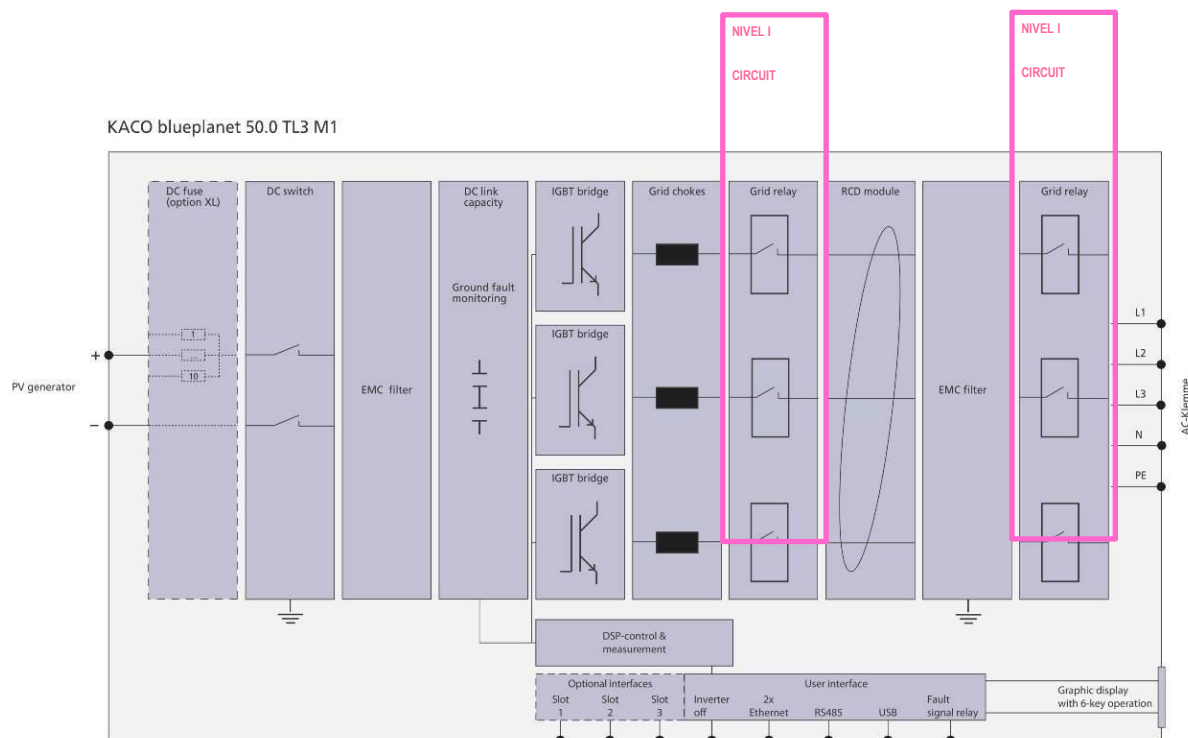 NIVEL I
CIRCUIT
NIVEL I
CIRCUIT
KACO blueplanet 50.0 TL3 M1
DC fuse
(option XL)
DC switch
DC link
capacity
IGBT bridge
Grid chokes
Grid relay
RCD module
Grid relay
Ground fault
monitoring
IGBT bridge
IGBT bridge
1
...
10
EMC filter
EMC filter
+
PV generator
–
L1
L2
L3
N
PE
AC-Klemme
DSP-control &
measurement
Optional interfaces
Slot
1
Slot
2
Slot
3
User interface
Inverter
off
2x
Ethernet
RS485
USB
Fault
signal relay
Graphic display
with 6-key operation